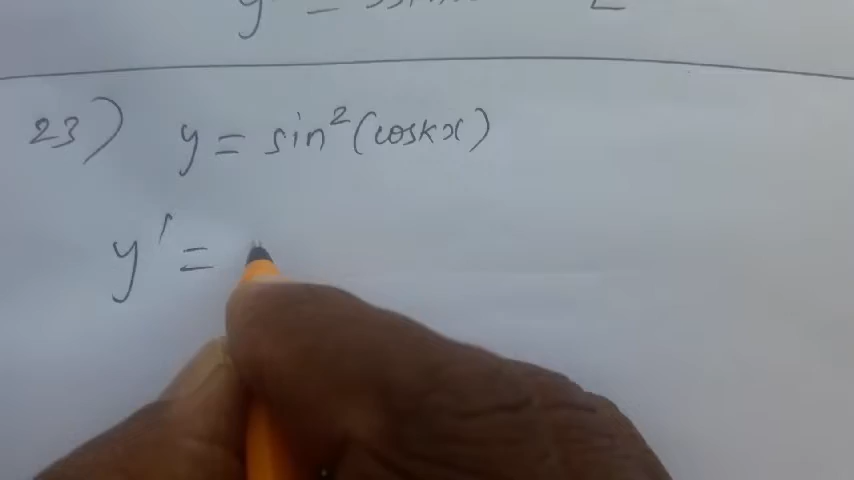 23) y = sin²(coskx)
y' =